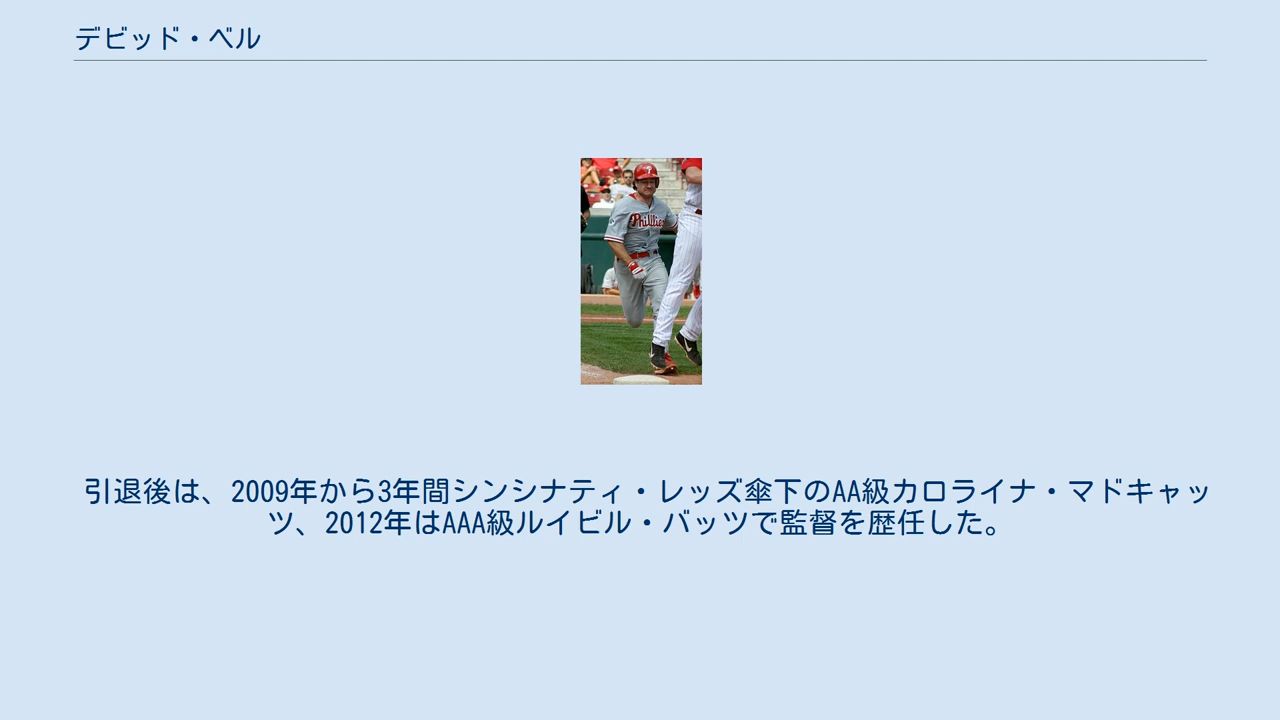 デビッド・ベル
Phillies
引退後は、2009年から3年間シンシナティ・レッズ傘下のAA級カロライナ・マドキャッ
ツ、2012年はAAA級ルイビル・バッツで監督を歴任した。